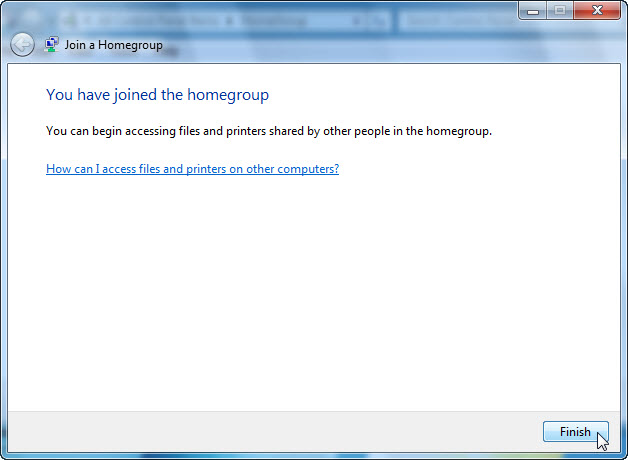 Join a Homegroup
You have joined the homegroup
You can begin accessing files and printers shared by other people in the homegroup.
How can I access files and printers on other computers?
Finish